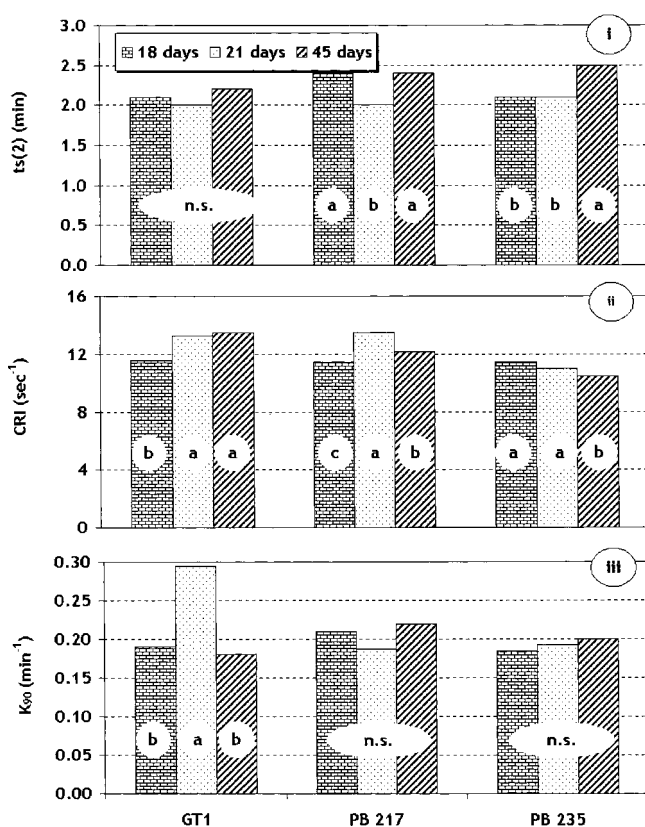 3.0
i
18 days 21 days 45 days
2.5
2.0
1.5
1.0
0.5
0.0
ts(2) (min)
n.s.
a b a
b b a
16
ii
12
8
4
0
CRI (sec⁻¹)
b a a
c a b
a a b
0.30
iii
0.25
0.20
0.15
0.10
0.05
0.00
K₉₀ (min⁻¹)
b a b
n.s.
n.s.
GT1 PB 217 PB 235